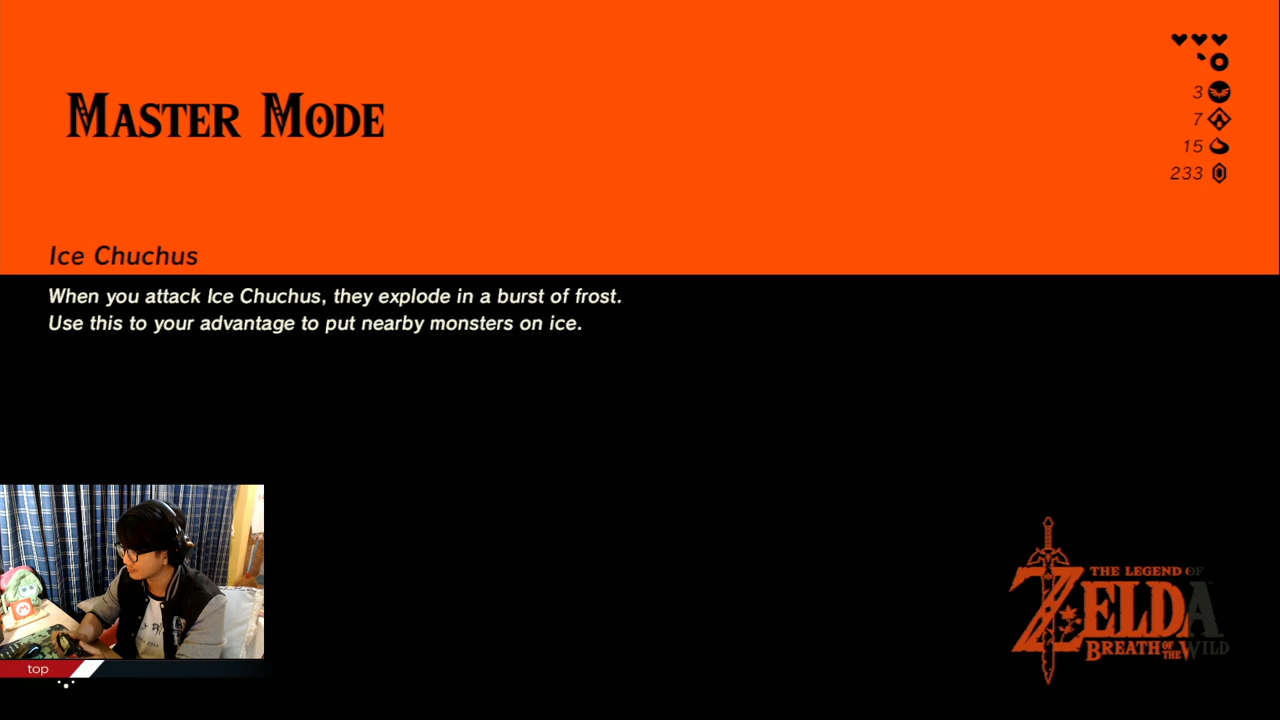 MASTER MODE
3
7
15
233
Ice Chuchus
When you attack Ice Chuchus, they explode in a burst of frost.
Use this to your advantage to put nearby monsters on ice.
THE LEGEND OF
ZELDA
BREATH OF THE WILD
top